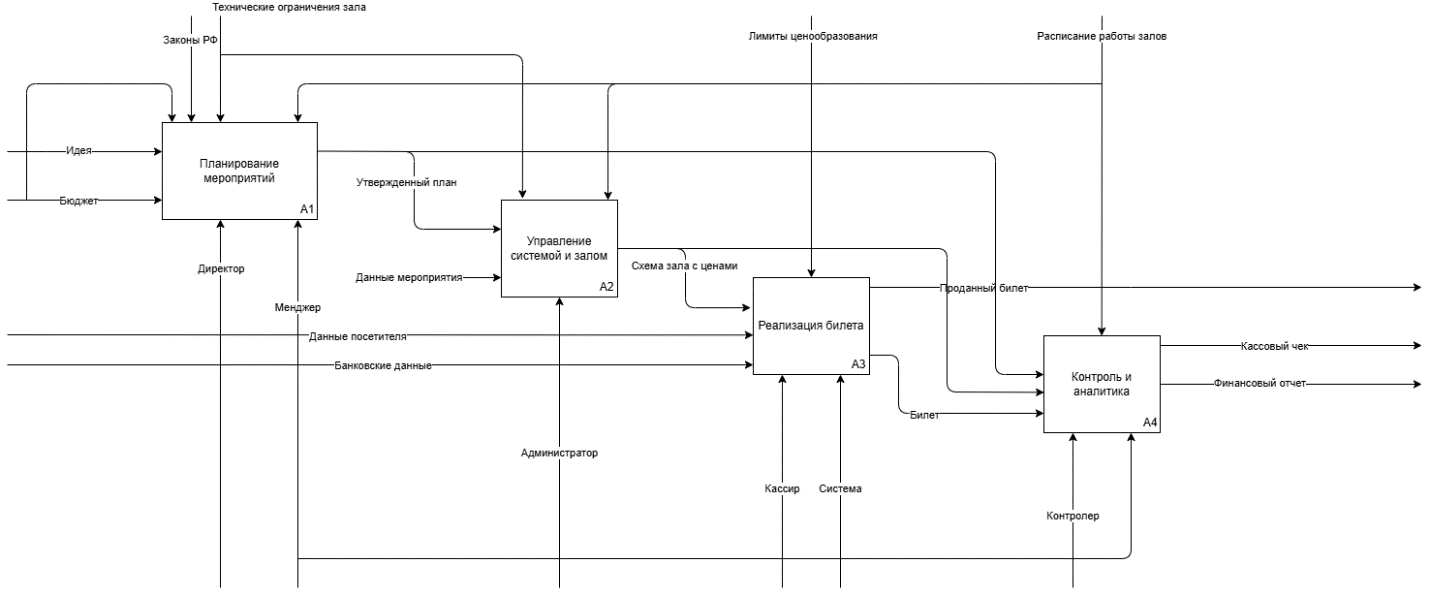 Технические ограничения зала
Законы РФ
Лимиты ценообразования
Расписание работы залов
Идея
Планирование
мероприятий
Бюджет
A1
Утвержденный план
Управление
системой и залом
Директор
Схема зала с ценами
Данные мероприятия
A2
Проданный билет
Менджер
Реализация билета
Данные посетителя
Кассовый чек
Банковские данные
A3
Контроль и
аналитика
Финансовый отчет
Билет
A4
Администратор
Кассир
Система
Контролер